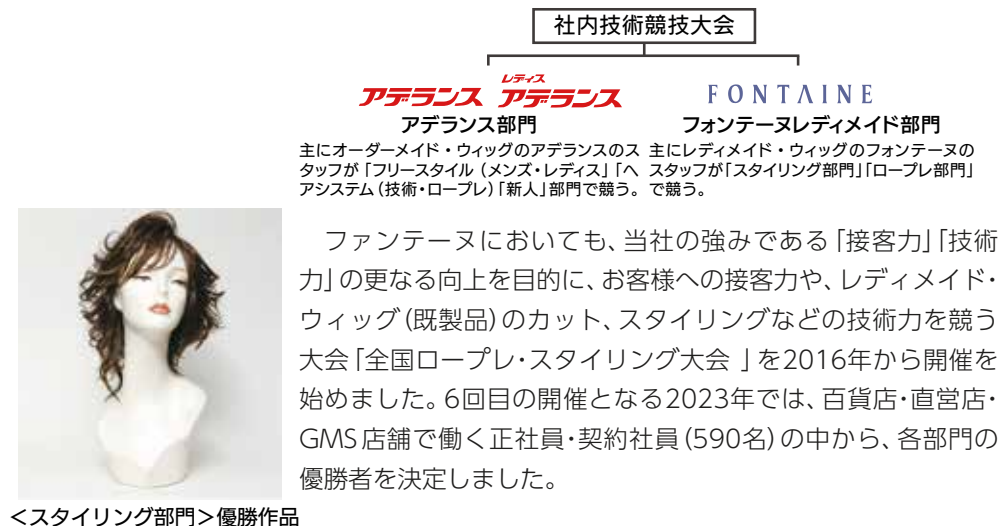 社内技術競技大会
レディス
アデランス アデランス
FONTAINE
アデランス部門
フォンテーヌレディメイド部門
主にオーダーメイド・ウィッグのアデランスのス
タッフが「フリースタイル（メンズ・レディス）」「ヘ
アシステム（技術・ロープレ）「新人」部門で競う。
主にレディメイド・ウィッグのフォンテーヌの
スタッフが「スタイリング部門」「ロープレ部門」
で競う。
ファンテーヌにおいても、当社の強みである「接客力」「技術
力」の更なる向上を目的に、お客様への接客力や、レディメイド・
ウィッグ（既製品）のカット、スタイリングなどの技術力を競う
大会「全国ロープレ・スタイリング大会 」を2016年から開催を
始めました。6回目の開催となる2023年では、百貨店・直営店・
GMS店舗で働く正社員・契約社員（590名）の中から、各部門の
優勝者を決定しました。
＜スタイリング部門＞優勝作品